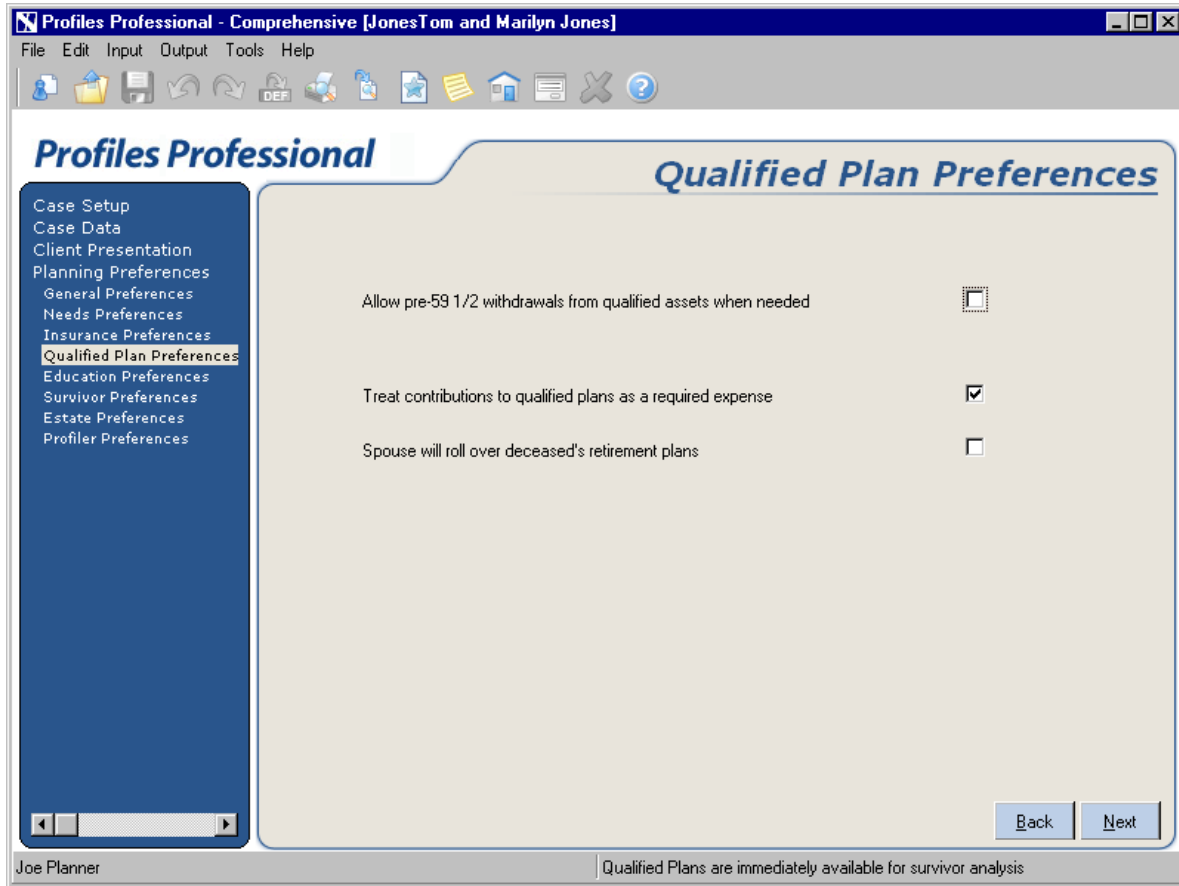 Profiles Professional - Comprehensive [JonesTom and Marilyn Jones]
File Edit Input Output Tools Help
DEF
Profiles Professional
Qualified Plan Preferences
Case Setup
Case Data
Client Presentation
Planning Preferences
General Preferences
Needs Preferences
Insurance Preferences
Qualified Plan Preferences
Education Preferences
Survivor Preferences
Estate Preferences
Profiler Preferences
Allow pre-59 1/2 withdrawals from qualified assets when needed
Treat contributions to qualified plans as a required expense
Spouse will roll over deceased's retirement plans
Back Next
Joe Planner
Qualified Plans are immediately available for survivor analysis